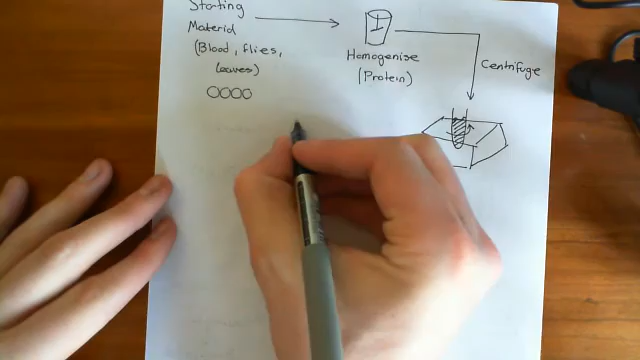 Starting
Material
(Blood, flies,
leaves)
Homogenise
(Protein)
Centrifuge